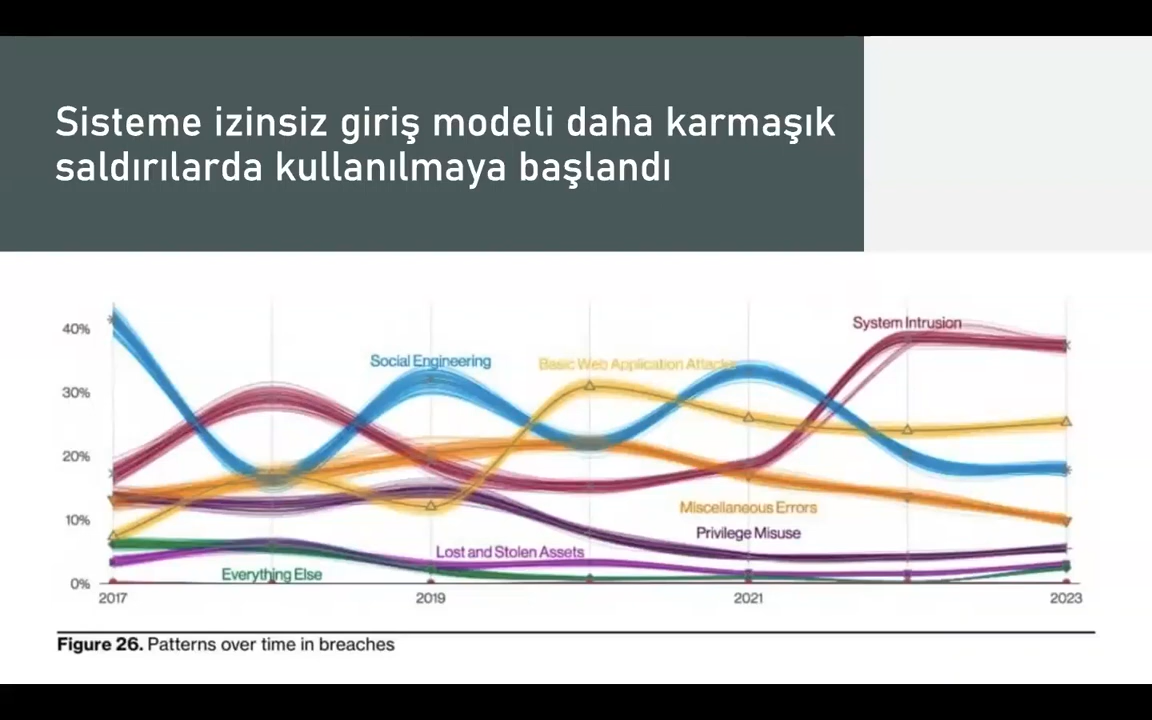 Sisteme izinsiz giriş modeli daha karmaşık
saldırılarda kullanılmaya başlandı
40%
30%
20%
10%
0%
System Intrusion
Social Engineering
Basic Web Application Attacks
Miscellaneous Errors
Privilege Misuse
Lost and Stolen Assets
Everything Else
2017
2019
2021
2023
Figure 26. Patterns over time in breaches